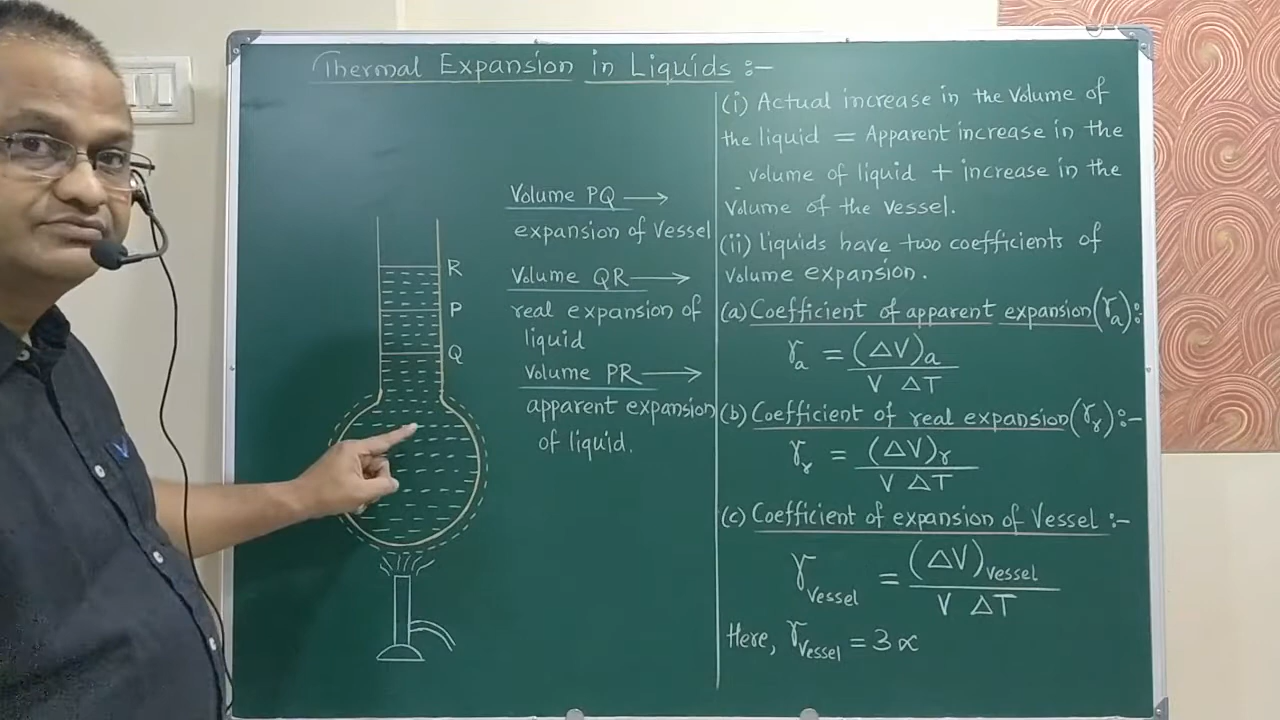 Thermal Expansion in Liquids :-
R
P
Q
Volume PQ →
expansion of Vessel
Volume QR →
real expansion of
liquid
Volume PR →
apparent expansion
of liquid.
(i) Actual increase in the volume of
the liquid = Apparent increase in the
volume of liquid + increase in the
volume of the vessel.
(ii) liquids have two coefficients of
volume expansion.
(a) Coefficient of apparent expansion (γₐ) :-
γₐ = (ΔV)ₐ
V ΔT
(b) Coefficient of real expansion (γᵣ) :-
γᵣ = (ΔV)ᵣ
V ΔT
(c) Coefficient of expansion of Vessel :-
γ Vessel = (ΔV) Vessel
V ΔT
Here, γ Vessel = 3 ∝